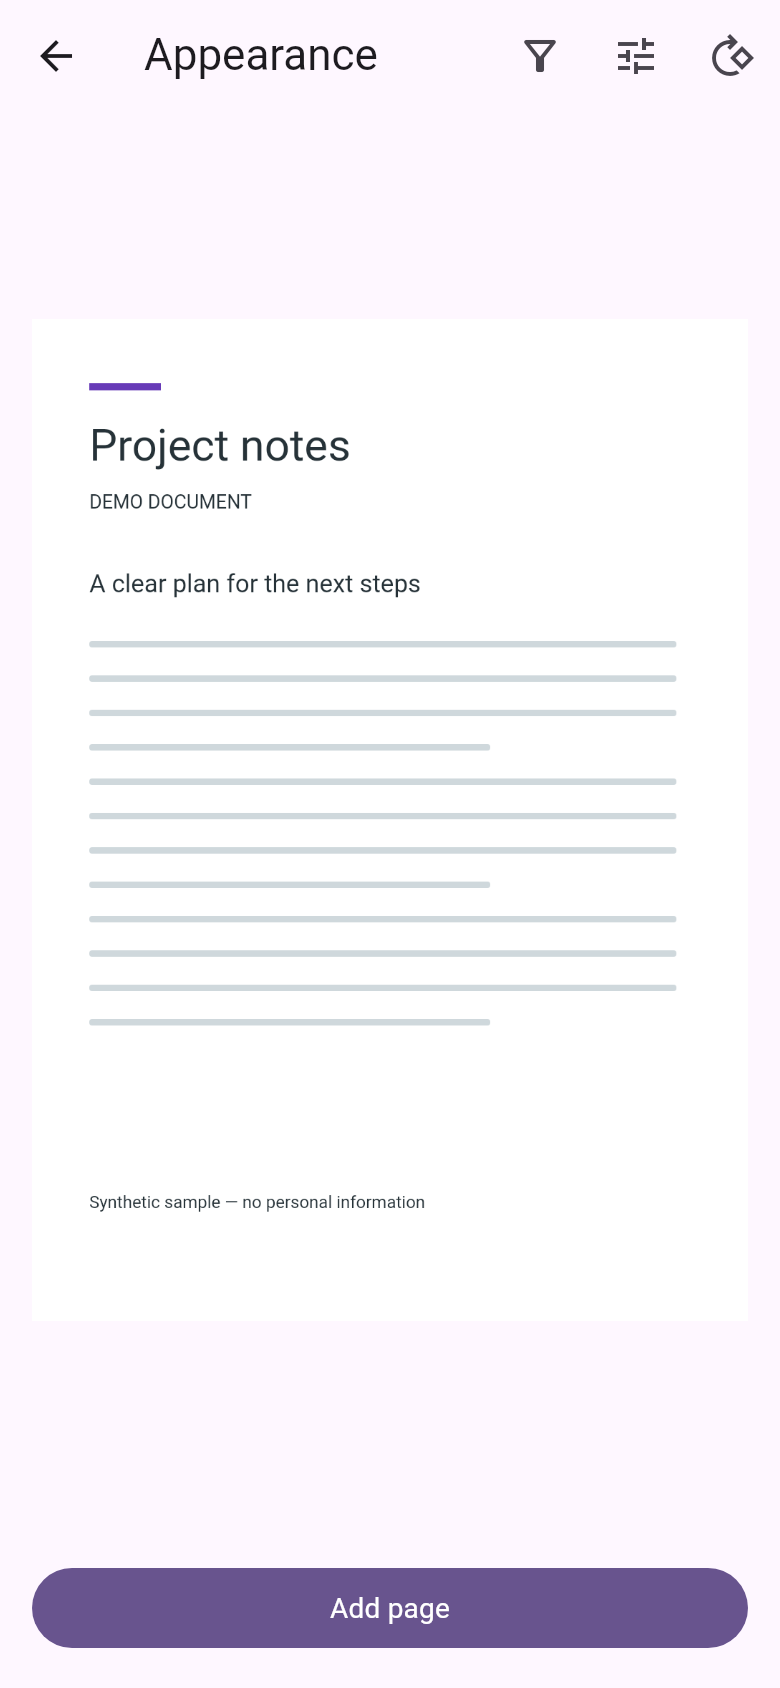 Appearance
Project notes
DEMO DOCUMENT
A clear plan for the next steps
Synthetic sample — no personal information
Add page